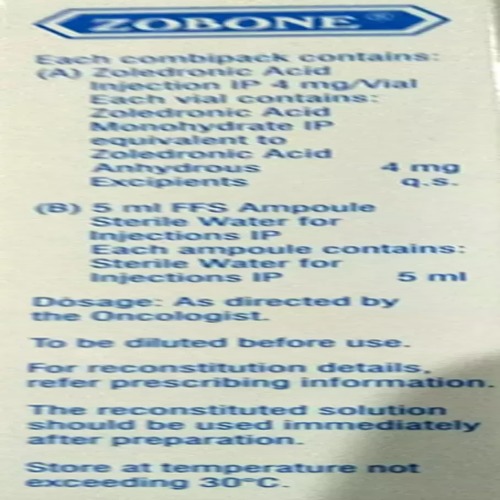 ZOBONE®
Each combipack contains:
(A) Zoledronic Acid
Injection IP 4 mg/Vial
Each vial contains:
Zoledronic Acid
Monohydrate IP
equivalent to
Zoledronic Acid
Anhydrous 4 mg
Excipients q.s.
(B) 5 ml FFS Ampoule
Sterile Water for
Injections IP
Each ampoule contains:
Sterile Water for
Injections IP 5 ml
Dosage: As directed by
the Oncologist.
To be diluted before use.
For reconstitution details,
refer prescribing information.
The reconstituted solution
should be used immediately
after preparation.
Store at temperature not
exceeding 30°C.